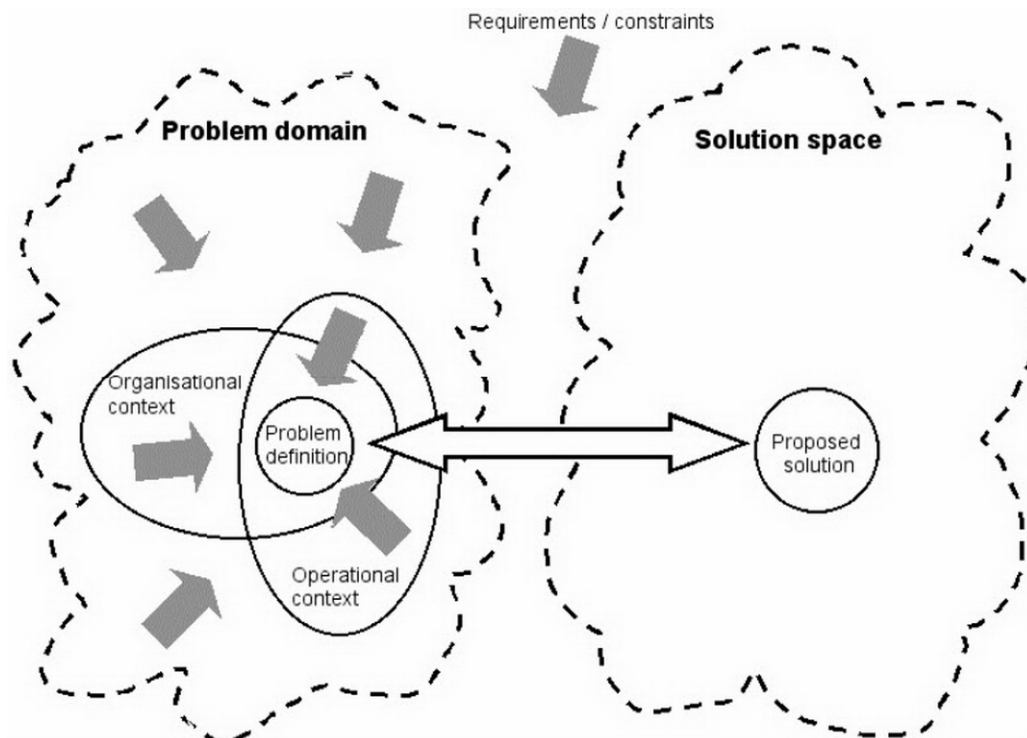 Requirements / constraints
Problem domain
Solution space
Organisational
context
Problem
definition
Proposed
solution
Operational
context